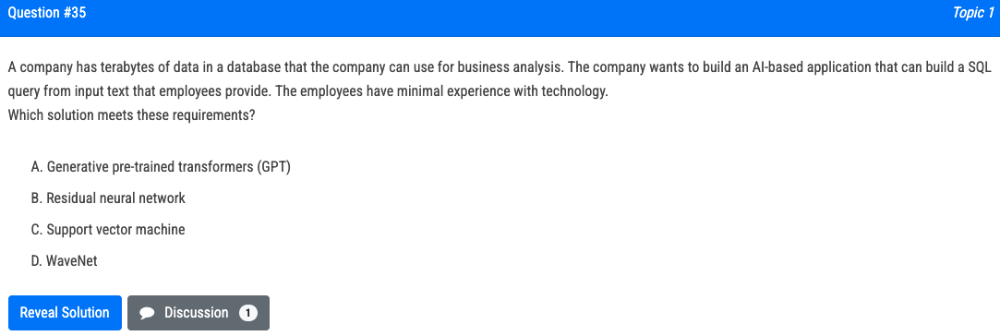 Question #35
Topic 1
A company has terabytes of data in a database that the company can use for business analysis. The company wants to build an AI-based application that can build a SQL
query from input text that employees provide. The employees have minimal experience with technology.
Which solution meets these requirements?
A. Generative pre-trained transformers (GPT)
B. Residual neural network
C. Support vector machine
D. WaveNet
Reveal Solution
Discussion 1